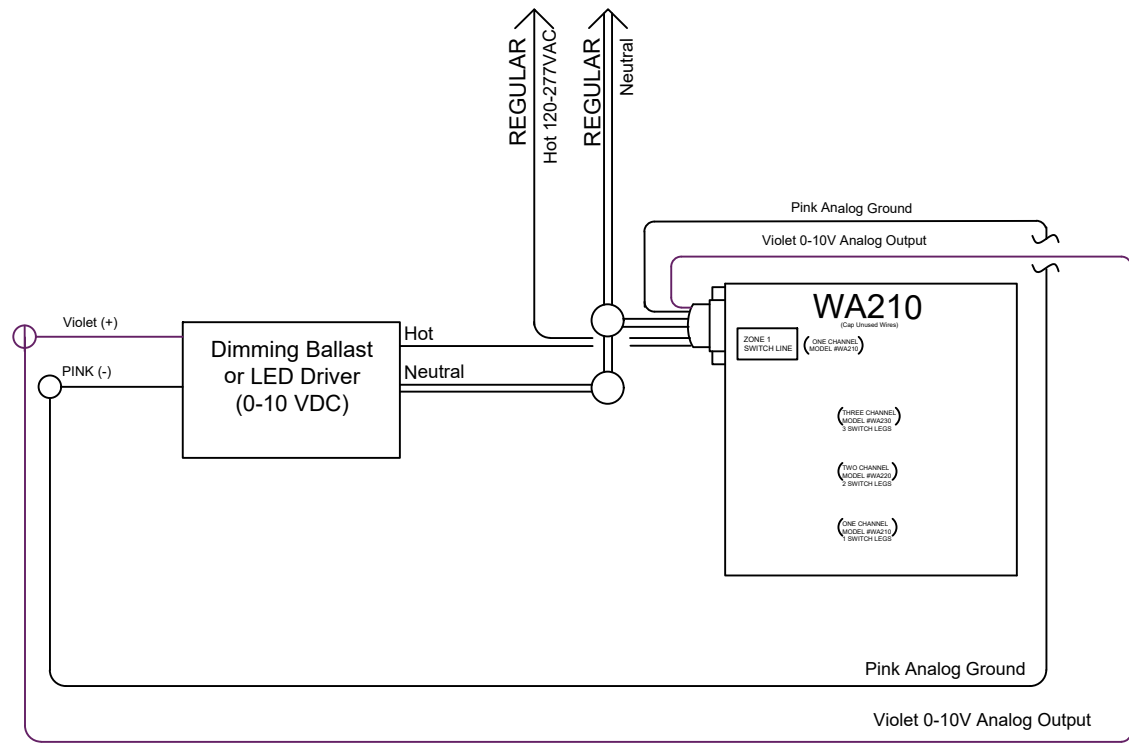 REGULAR
Hot 120-277VAC
REGULAR
Neutral
Pink Analog Ground
Violet 0-10V Analog Output
WA210
(Cap Unused Wires)
ZONE 1
SWITCH LINE
(ONE CHANNEL
MODEL #WA210)
Violet (+)
Hot
Dimming Ballast
or LED Driver
(0-10 VDC)
PINK (-)
Neutral
(THREE CHANNEL
MODEL #WA230
3 SWITCH LEGS)
(TWO CHANNEL
MODEL #WA220
2 SWITCH LEGS)
(ONE CHANNEL
MODEL #WA210
1 SWITCH LEGS)
Pink Analog Ground
Violet 0-10V Analog Output